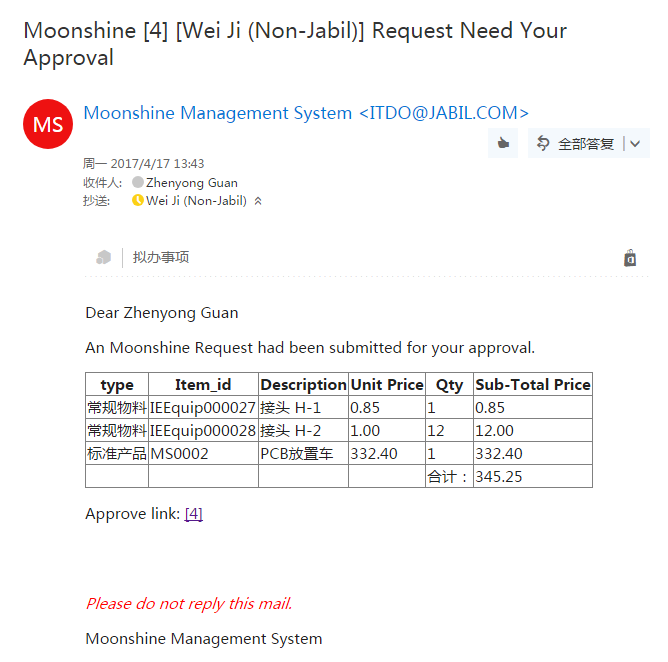 Moonshine [4] [Wei Ji (Non-Jabil)] Request Need Your
Approval
MS
Moonshine Management System <ITDO@JABIL.COM>
全部答复
周一 2017/4/17 13:43
收件人: Zhenyong Guan
抄送: Wei Ji (Non-Jabil)
拟办事项
Dear Zhenyong Guan
An Moonshine Request had been submitted for your approval.
type Item_id Description Unit Price Qty Sub-Total Price
常规物料 IEEquip000027 接头 H-1 0.85 1 0.85
常规物料 IEEquip000028 接头 H-2 1.00 12 12.00
标准产品 MS0002 PCB放置车 332.40 1 332.40
合计： 345.25
Approve link: [4]
Please do not reply this mail.
Moonshine Management System